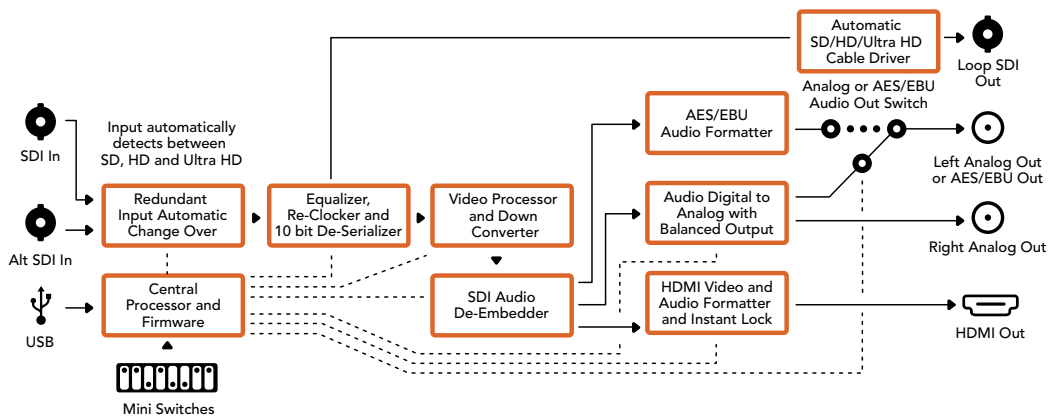 Automatic
SD/HD/Ultra HD
Cable Driver
Loop SDI
Out
Analog or AES/EBU
Audio Out Switch
SDI In
Input automatically
detects between
SD, HD and Ultra HD
AES/EBU
Audio Formatter
Left Analog Out
or AES/EBU Out
Alt SDI In
Redundant
Input Automatic
Change Over
Equalizer,
Re-Clocker and
10 bit De-Serializer
Video Processor
and Down
Converter
Audio Digital to
Analog with
Balanced Output
Right Analog Out
USB
Central
Processor and
Firmware
SDI Audio
De-Embedder
HDMI Video and
Audio Formatter
and Instant Lock
HDMI Out
Mini Switches